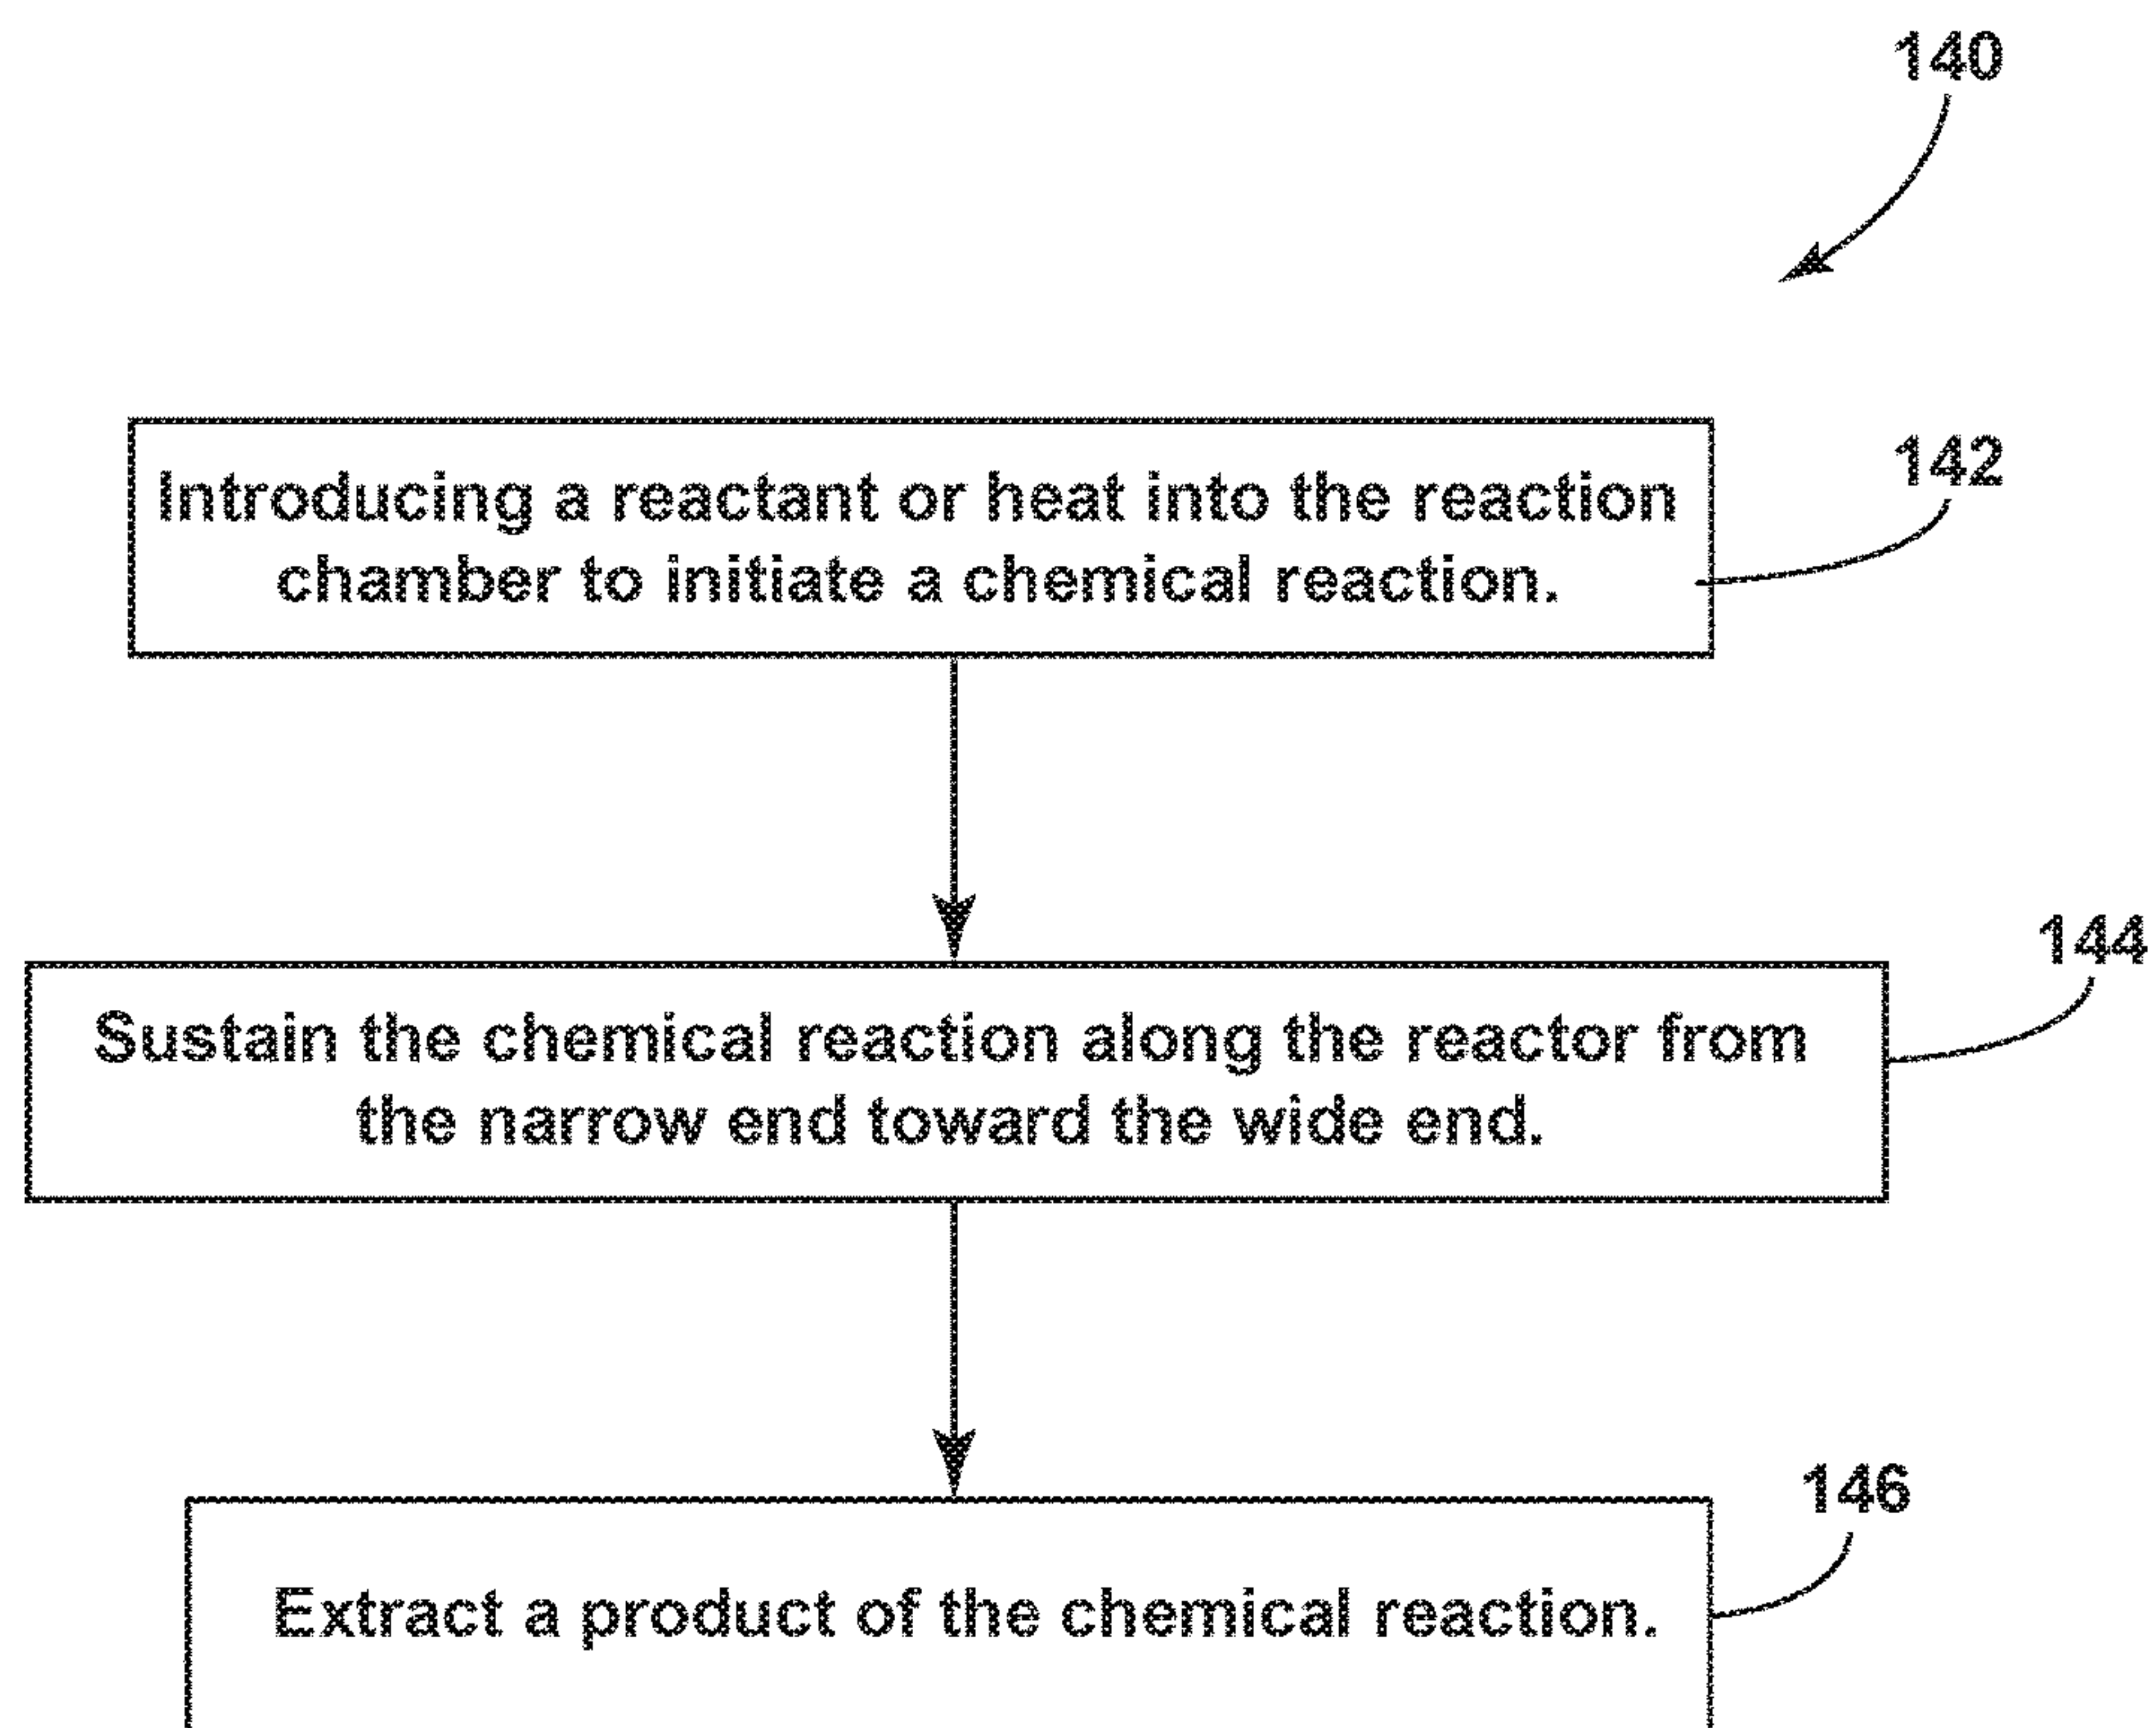 140
Introducing a reactant or heat into the reaction
chamber to initiate a chemical reaction.
142
Sustain the chemical reaction along the reactor from
the narrow end toward the wide end.
144
Extract a product of the chemical reaction.
146